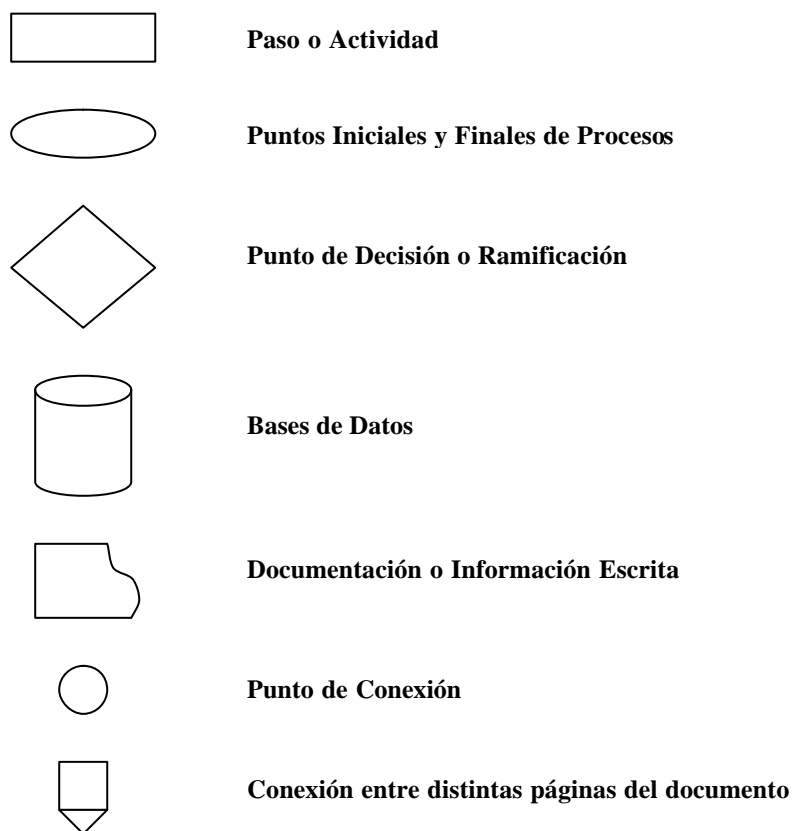 Paso o Actividad
Puntos Iniciales y Finales de Procesos
Punto de Decisión o Ramificación
Bases de Datos
Documentación o Información Escrita
Punto de Conexión
Conexión entre distintas páginas del documento